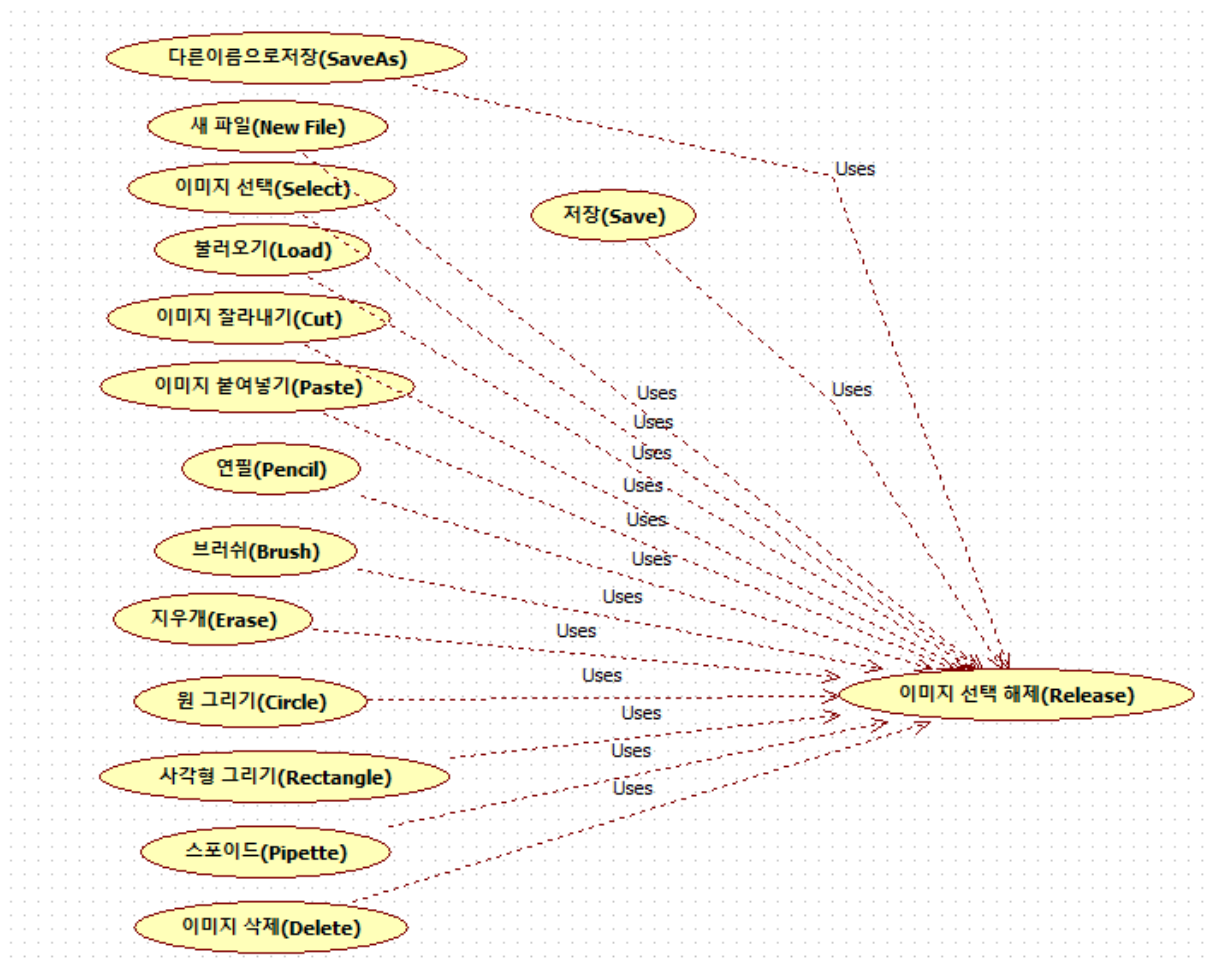 다른이름으로저장(SaveAs)
새 파일(New File)
Uses
이미지 선택(Select)
저장(Save)
불러오기(Load)
이미지 잘라내기(Cut)
이미지 붙여넣기(Paste)
Uses
Uses
Uses
Uses
연필(Pencil)
Uses
Uses
브러쉬(Brush)
Uses
Uses
지우개(Erase)
Uses
Uses
원 그리기(Circle)
이미지 선택 해제(Release)
Uses
사각형 그리기(Rectangle)
Uses
Uses
스포이드(Pipette)
이미지 삭제(Delete)